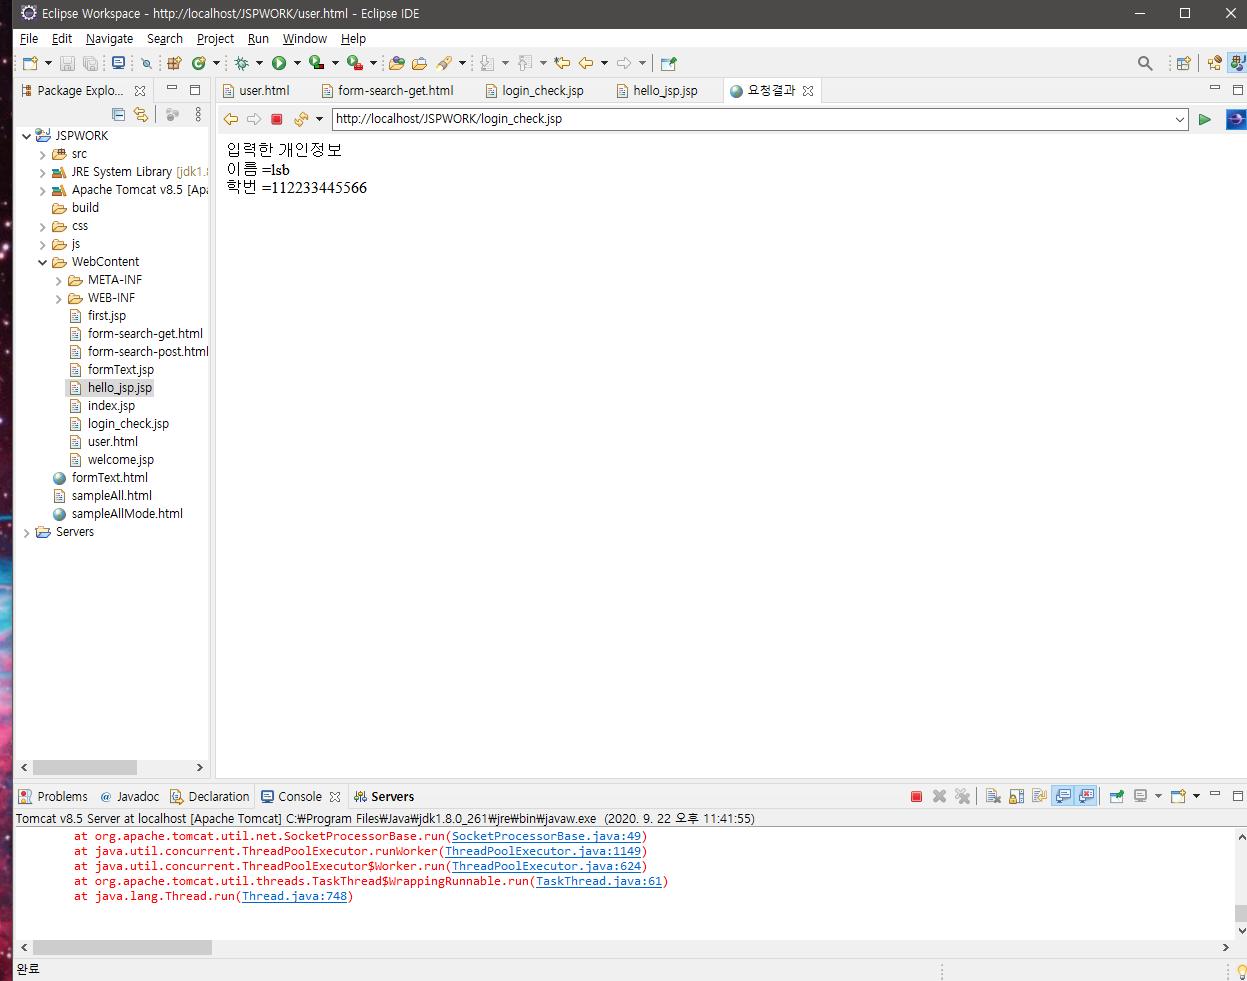 Eclipse Workspace - http://localhost/JSPWORK/user.html - Eclipse IDE
File Edit Navigate Search Project Run Window Help
Package Explo...
user.html form-search-get.html login_check.jsp hello_jsp.jsp 요청결과
http://localhost/JSPWORK/login_check.jsp
입력한 개인정보
이름 =lsb
학번 =112233445566
JSPWORK
src
JRE System Library [jdk1.8
Apache Tomcat v8.5 [Apa
build
css
js
WebContent
META-INF
WEB-INF
first.jsp
form-search-get.html
form-search-post.html
formText.jsp
hello_jsp.jsp
index.jsp
login_check.jsp
user.html
welcome.jsp
formText.html
sampleAll.html
sampleAllMode.html
Servers
Problems @ Javadoc Declaration Console Servers
Tomcat v8.5 Server at localhost [Apache Tomcat] C:₩Program Files₩Java₩jdk1.8.0_261₩jre₩bin₩javaw.exe (2020. 9. 22 오후 11:41:55)
at org.apache.tomcat.util.net.SocketProcessorBase.run(SocketProcessorBase.java:49)
at java.util.concurrent.ThreadPoolExecutor.runWorker(ThreadPoolExecutor.java:1149)
at java.util.concurrent.ThreadPoolExecutor$Worker.run(ThreadPoolExecutor.java:624)
at org.apache.tomcat.util.threads.TaskThread$WrappingRunnable.run(TaskThread.java:61)
at java.lang.Thread.run(Thread.java:748)
완료